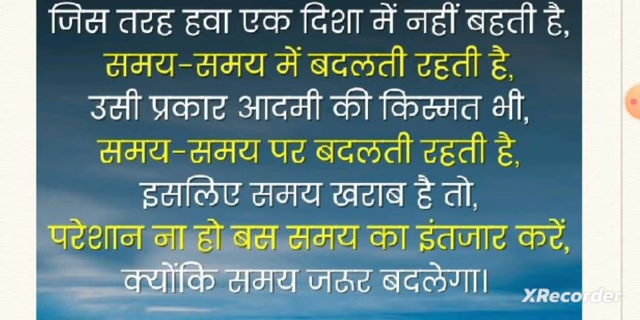 जिस तरह हवा एक दिशा में नहीं बहती है,
समय-समय में बदलती रहती है,
उसी प्रकार आदमी की किस्मत भी,
समय-समय पर बदलती रहती है,
इसलिए समय खराब है तो,
परेशान ना हो बस समय का इंतजार करें,
क्योंकि समय जरूर बदलेगा।
XRecorder